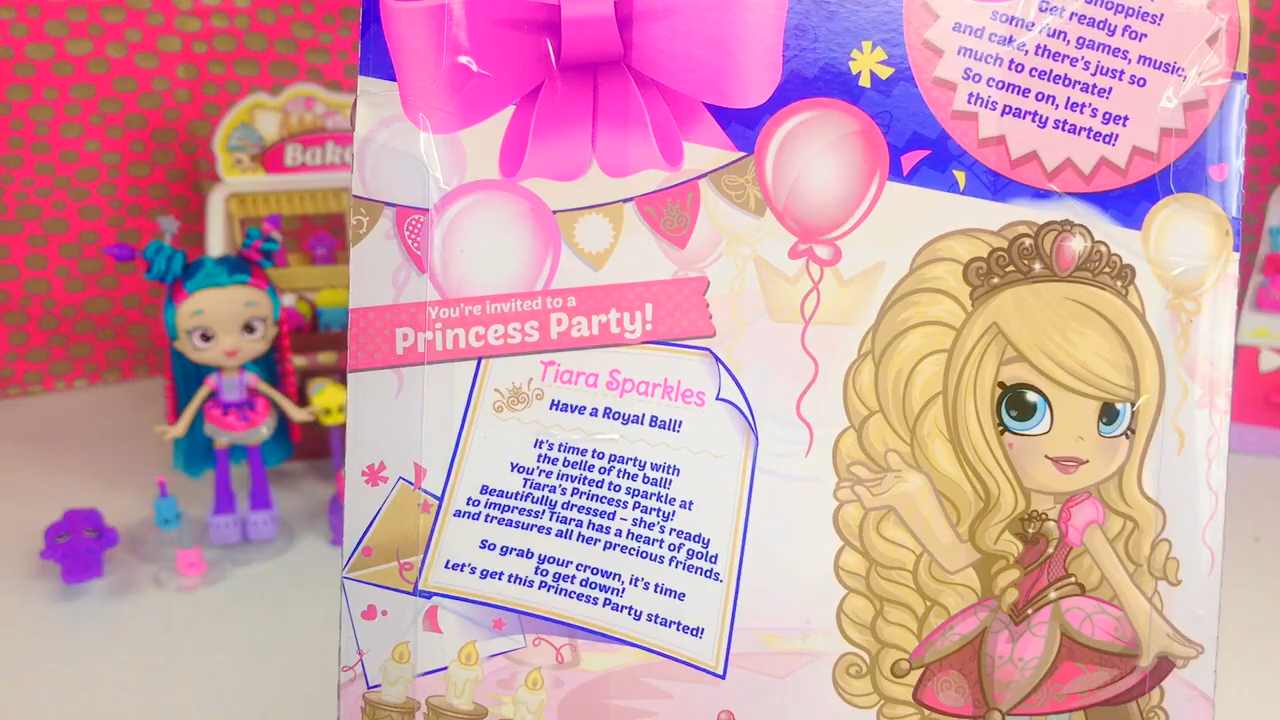 shoppies!
Get ready for
some fun, games, music,
and cake, there's just so
much to celebrate!
So come on, let's get
this party started!
You're invited to a
Princess Party!
Tiara Sparkles
Have a Royal Ball!
It's time to party with
the belle of the ball!
You're invited to sparkle at
Tiara's Princess Party!
Beautifully dressed – she's ready
to impress! Tiara has a heart of gold
and treasures all her precious friends.
So grab your crown, it's time
to get down!
Let's get this Princess Party started!